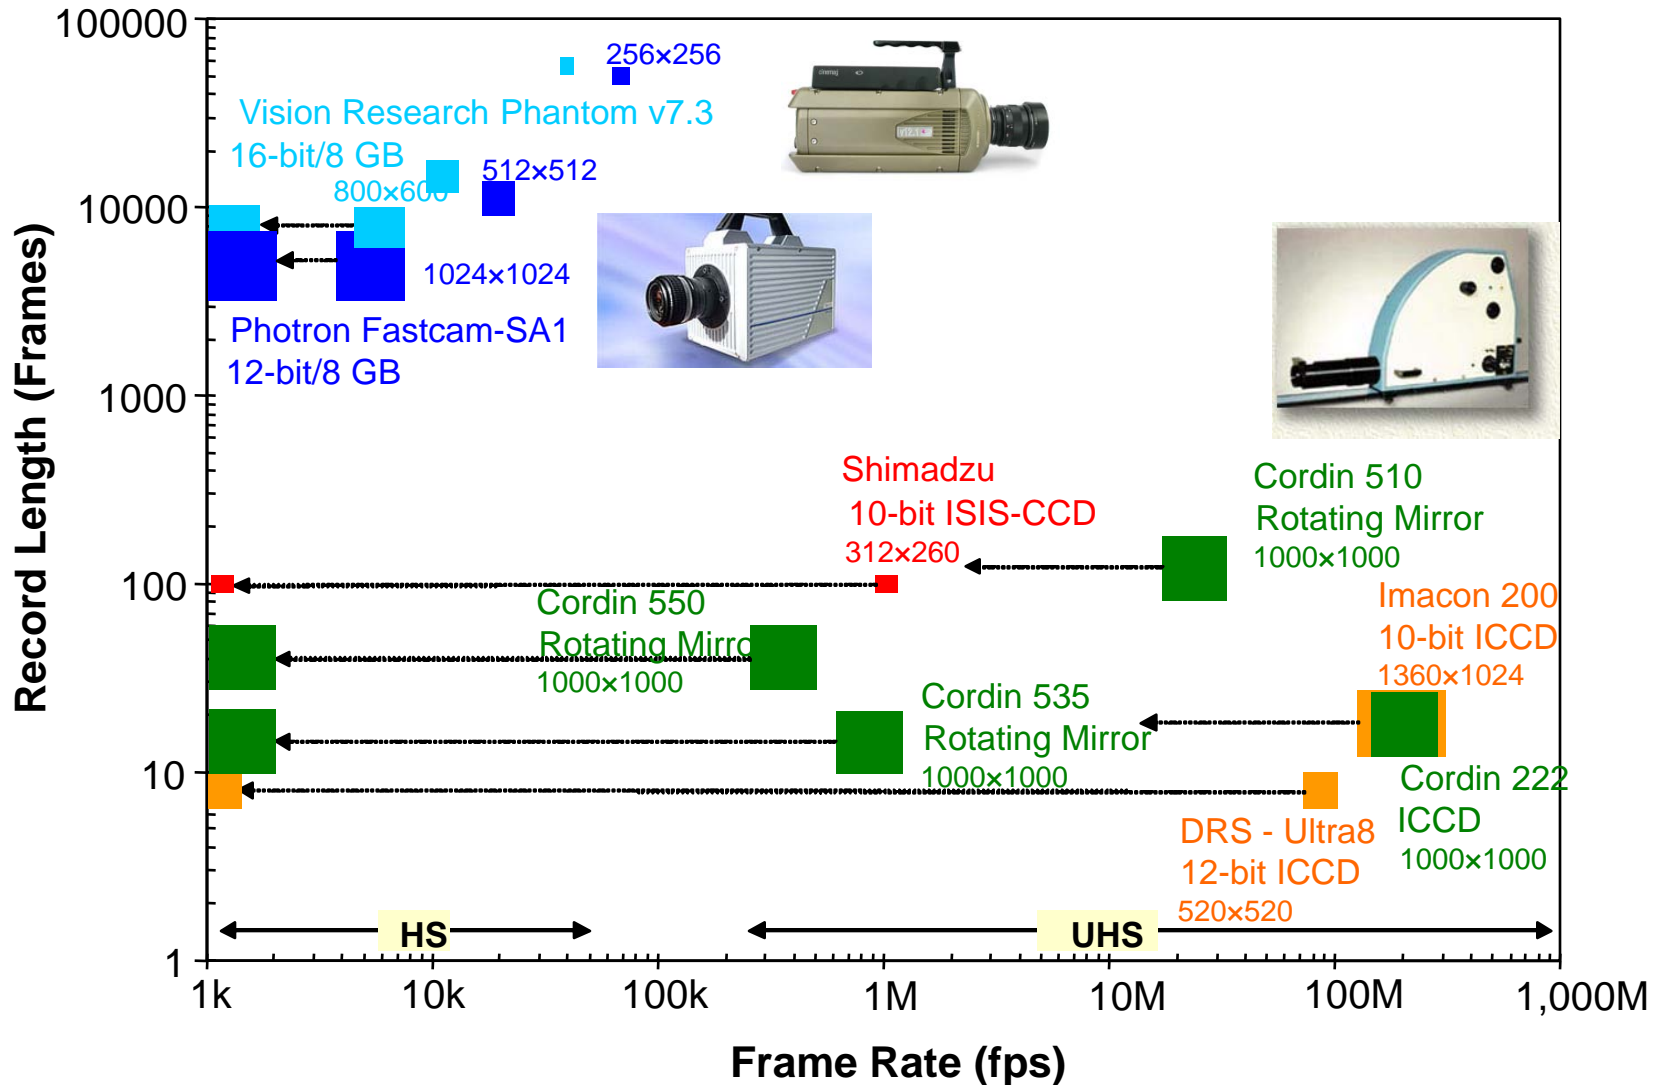 100000
256×256
Vision Research Phantom v7.3
16-bit/8 GB
512×512
800×600
10000
1024×1024
Photron Fastcam-SA1
12-bit/8 GB
1000
Shimadzu
10-bit ISIS-CCD
312×260
Cordin 510
Rotating Mirror
1000×1000
100
Cordin 550
Rotating Mirro
1000×1000
Imacon 200
10-bit ICCD
1360×1024
Cordin 535
Rotating Mirror
1000×1000
10
Cordin 222
ICCD
1000×1000
DRS - Ultra8
12-bit ICCD
520×520
HS
UHS
1
1k
10k
100k
1M
10M
100M
1,000M
Frame Rate (fps)
Record Length (Frames)